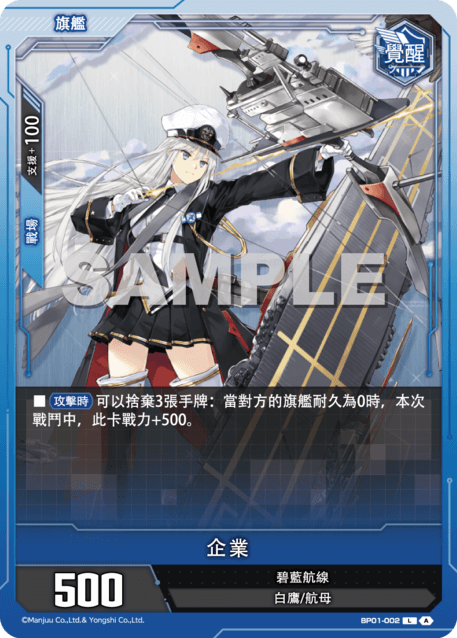 旗艦
覺醒
支援+100
戰場
SAMPLE
■ 攻擊時 可以捨棄3張手牌：當對方的旗艦耐久為0時，本次
戰鬥中，此卡戰力+500。
企業
500
碧藍航線
白鷹/航母
©Manjuu Co.,Ltd.& Yongshi Co.,Ltd.
BP01-002 L A